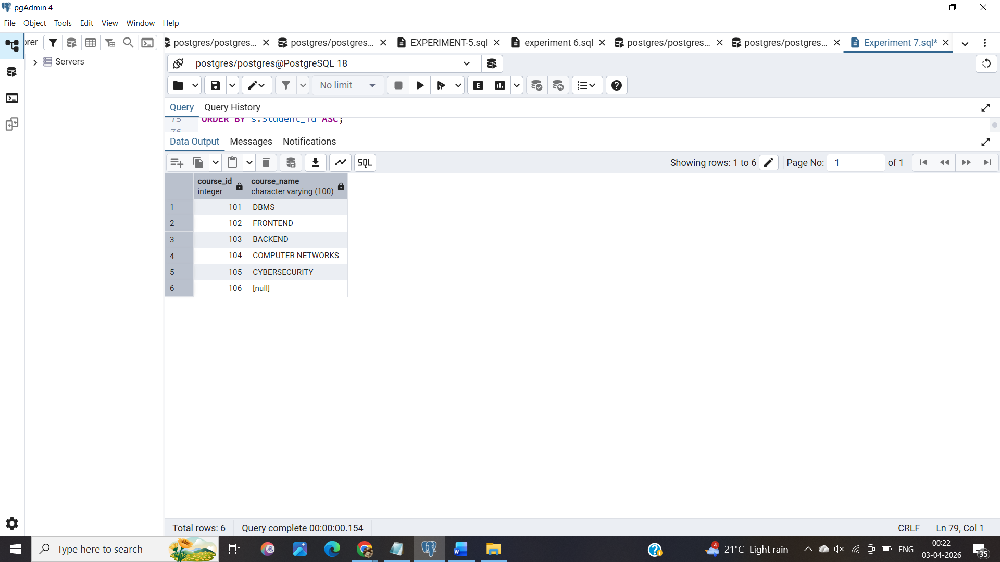 pgAdmin 4
File Object Tools Edit View Window Help
orer
postgres/postgres... postgres/postgres... EXPERIMENT-5.sql experiment 6.sql postgres/postgres... postgres/postgres... Experiment 7.sql*
Servers
postgres/postgres@PostgreSQL 18
No limit
E
Query Query History
75 ORDER BY s.Student_id ASC;
76
Data Output Messages Notifications
SQL
Showing rows: 1 to 6 Page No: 1 of 1
course_id course_name
integer character varying (100)
1 101 DBMS
2 102 FRONTEND
3 103 BACKEND
4 104 COMPUTER NETWORKS
5 105 CYBERSECURITY
6 106 [null]
Total rows: 6 Query complete 00:00:00.154 CRLF Ln 79, Col 1
Type here to search
4
21°C Light rain
ENG
00:22
03-04-2026
35